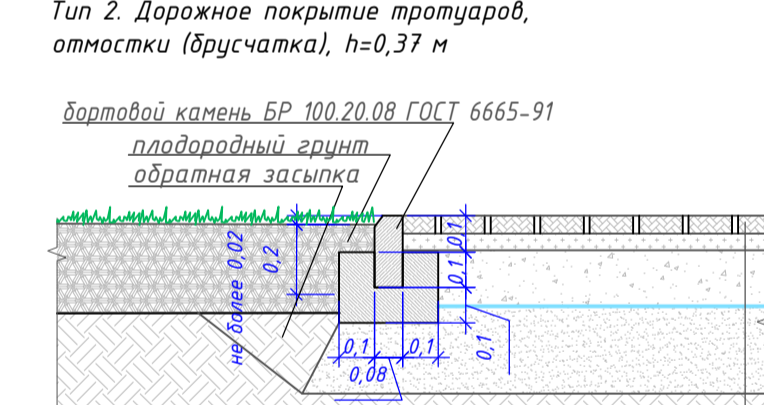 Тип 2. Дорожное покрытие тротуаров,
отмостки (брусчатка), h=0,37 м
бортовой камень БР 100.20.08 ГОСТ 6665-91
плодородный грунт
обратная засыпка
не более 0,02
0,2
0,1
0,1
0,1
0,1
0,1
0,08